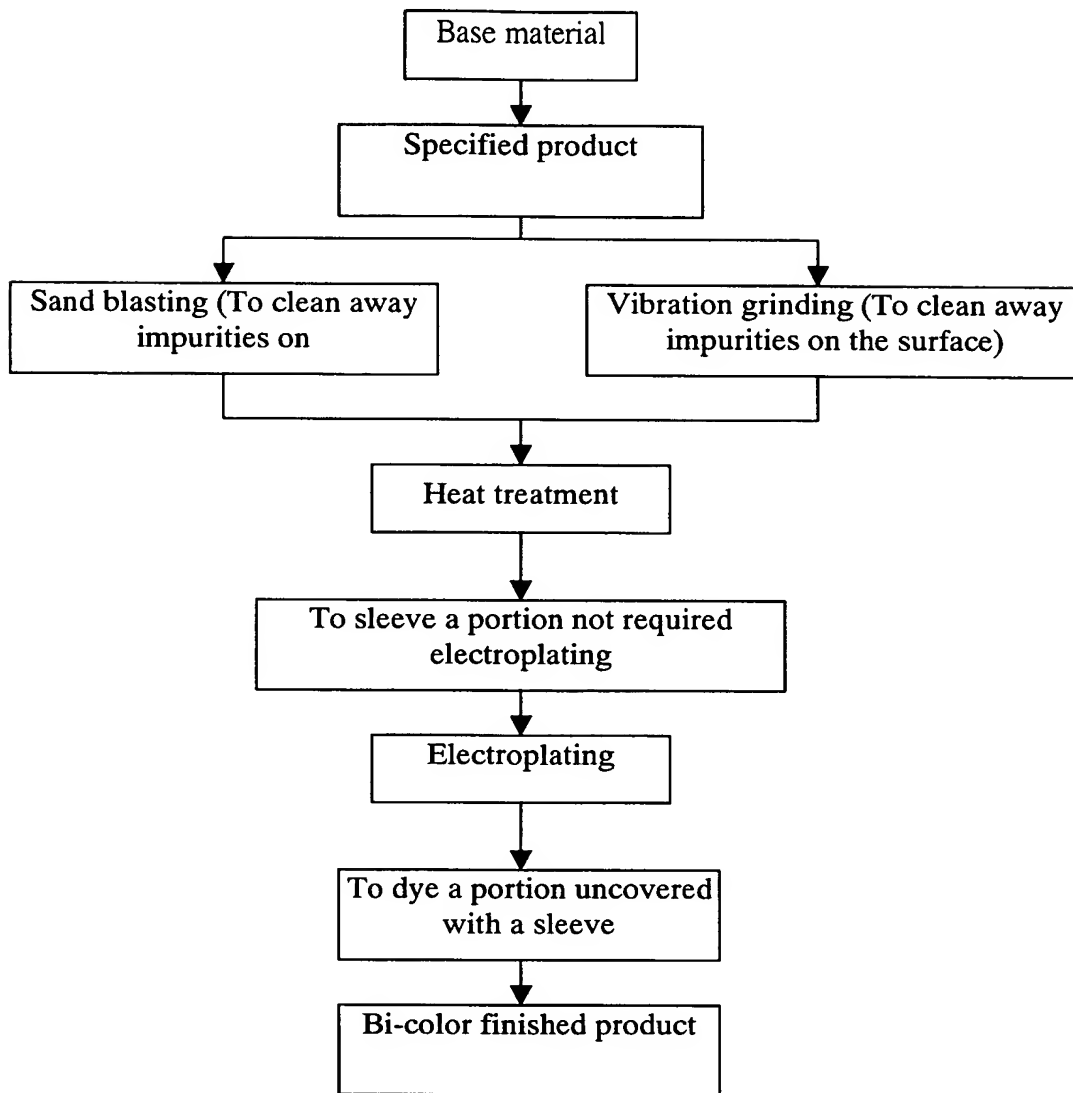 Base material
Specified product
Sand blasting (To clean away
impurities on
Vibration grinding (To clean away
impurities on the surface)
Heat treatment
To sleeve a portion not required
electroplating
Electroplating
To dye a portion uncovered
with a sleeve
Bi-color finished product